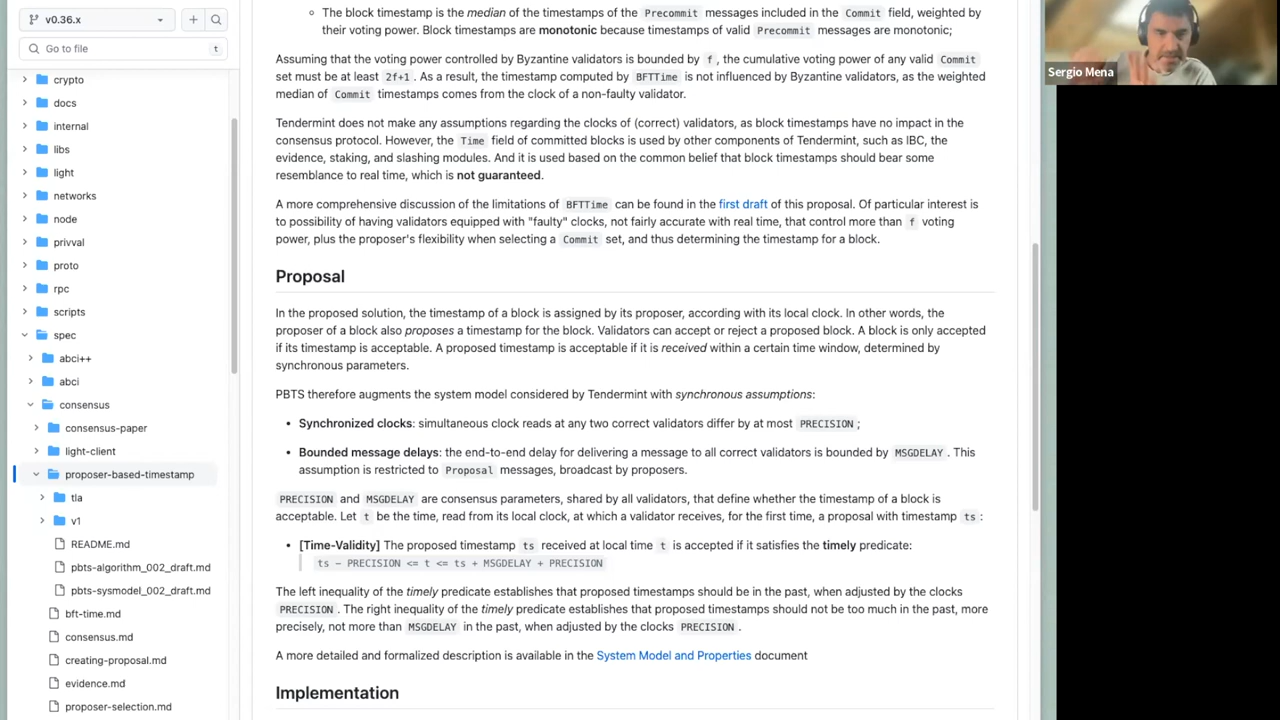 v0.36.x
Go to file
t
crypto
docs
internal
libs
light
networks
node
privval
proto
rpc
scripts
spec
abci++
abci
consensus
consensus-paper
light-client
proposer-based-timestamp
tla
v1
README.md
pbts-algorithm_002_draft.md
pbts-sysmodel_002_draft.md
bft-time.md
consensus.md
creating-proposal.md
evidence.md
proposer-selection.md
The block timestamp is the median of the timestamps of the Precommit messages included in the Commit field, weighted by
their voting power. Block timestamps are monotonic because timestamps of valid Precommit messages are monotonic;
Assuming that the voting power controlled by Byzantine validators is bounded by f, the cumulative voting power of any valid Commit
set must be at least 2f+1. As a result, the timestamp computed by BFTTime is not influenced by Byzantine validators, as the weighted
median of Commit timestamps comes from the clock of a non-faulty validator.
Tendermint does not make any assumptions regarding the clocks of (correct) validators, as block timestamps have no impact in the
consensus protocol. However, the Time field of committed blocks is used by other components of Tendermint, such as IBC, the
evidence, staking, and slashing modules. And it is used based on the common belief that block timestamps should bear some
resemblance to real time, which is not guaranteed.
A more comprehensive discussion of the limitations of BFTTime can be found in the first draft of this proposal. Of particular interest is
to possibility of having validators equipped with "faulty" clocks, not fairly accurate with real time, that control more than f voting
power, plus the proposer's flexibility when selecting a Commit set, and thus determining the timestamp for a block.
Proposal
In the proposed solution, the timestamp of a block is assigned by its proposer, according with its local clock. In other words, the
proposer of a block also proposes a timestamp for the block. Validators can accept or reject a proposed block. A block is only accepted
if its timestamp is acceptable. A proposed timestamp is acceptable if it is received within a certain time window, determined by
synchronous parameters.
PBTS therefore augments the system model considered by Tendermint with synchronous assumptions:
• Synchronized clocks: simultaneous clock reads at any two correct validators differ by at most PRECISION;
• Bounded message delays: the end-to-end delay for delivering a message to all correct validators is bounded by MSGDELAY. This
assumption is restricted to Proposal messages, broadcast by proposers.
PRECISION and MSGDELAY are consensus parameters, shared by all validators, that define whether the timestamp of a block is
acceptable. Let t be the time, read from its local clock, at which a validator receives, for the first time, a proposal with timestamp ts:
• [Time-Validity] The proposed timestamp ts received at local time t is accepted if it satisfies the timely predicate:
ts - PRECISION <= t <= ts + MSGDELAY + PRECISION
The left inequality of the timely predicate establishes that proposed timestamps should be in the past, when adjusted by the clocks
PRECISION. The right inequality of the timely predicate establishes that proposed timestamps should not be too much in the past, more
precisely, not more than MSGDELAY in the past, when adjusted by the clocks PRECISION.
A more detailed and formalized description is available in the System Model and Properties document
Implementation
Sergio Mena